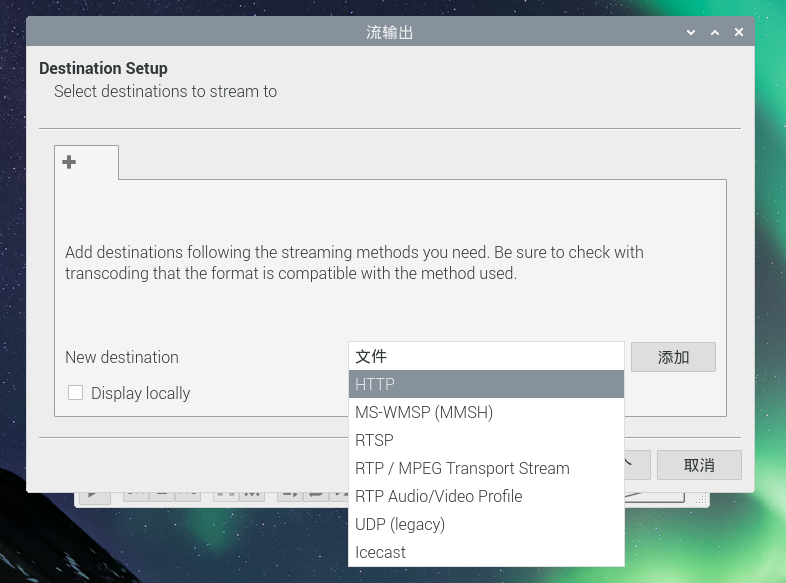 流输出
Destination Setup
Select destinations to stream to
Add destinations following the streaming methods you need. Be sure to check with
transcoding that the format is compatible with the method used.
New destination
文件
添加
HTTP
Display locally
MS-WMSP (MMSH)
RTSP
RTP / MPEG Transport Stream
取消
RTP Audio/Video Profile
UDP (legacy)
Icecast